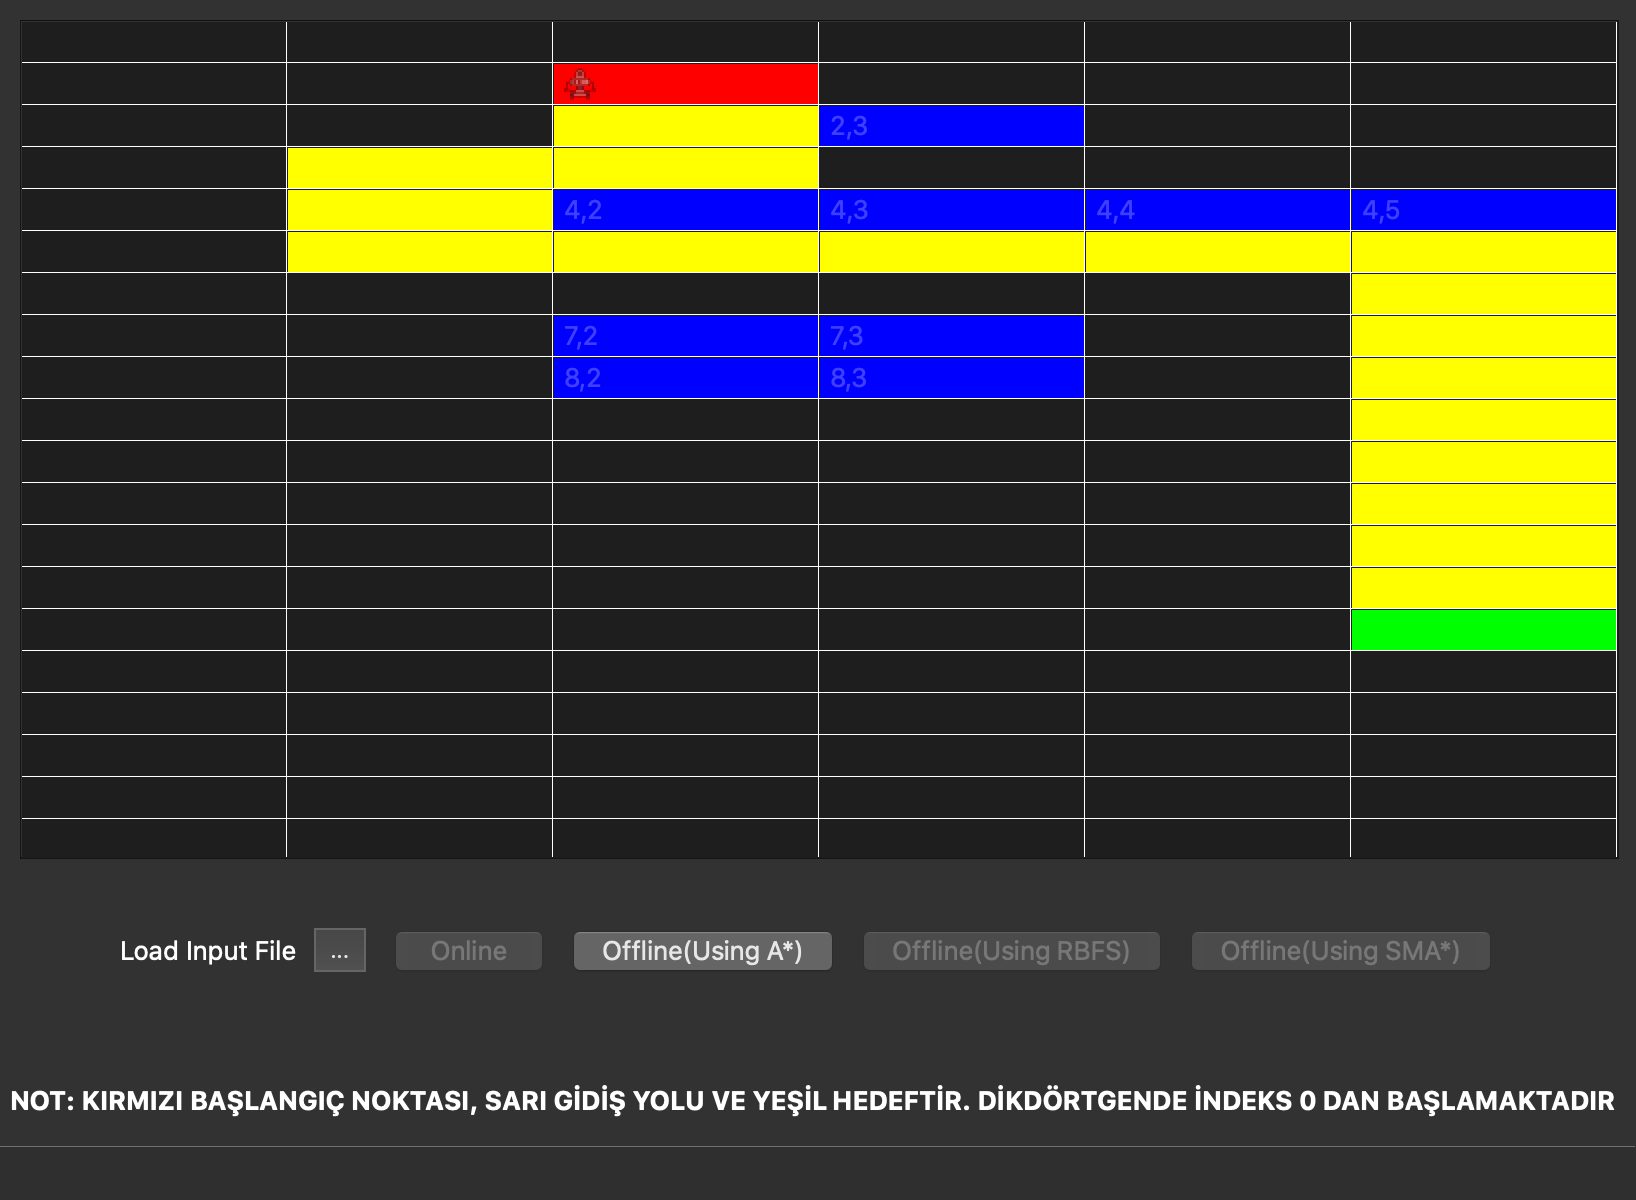 2,3
4,2 4,3 4,4 4,5
7,2 7,3
8,2 8,3
Load Input File ... Online Offline(Using A*) Offline(Using RBFS) Offline(Using SMA*)
NOT: KIRMIZI BAŞLANGIÇ NOKTASI, SARI GİDİŞ YOLU VE YEŞİL HEDEFTİR. DİKDÖRTGENDE İNDEKS 0 DAN BAŞLAMAKTADIR